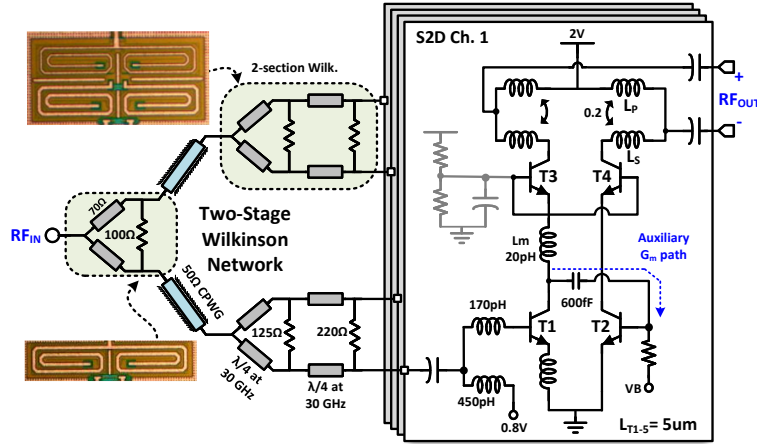 S2D Ch. 1
2V
2-section Wilk.
+
RF_OUT
-
0.2
L_P
L_S
T3
T4
70Ω
100Ω
RF_IN
Two-Stage
Wilkinson
Network
Lm
20pH
Auxiliary
G_m path
600fF
50Ω CPWG
170pH
T1
T2
125Ω
220Ω
λ/4 at
30 GHz
λ/4 at
30 GHz
450pH
0.8V
VB
L_T1-5= 5um